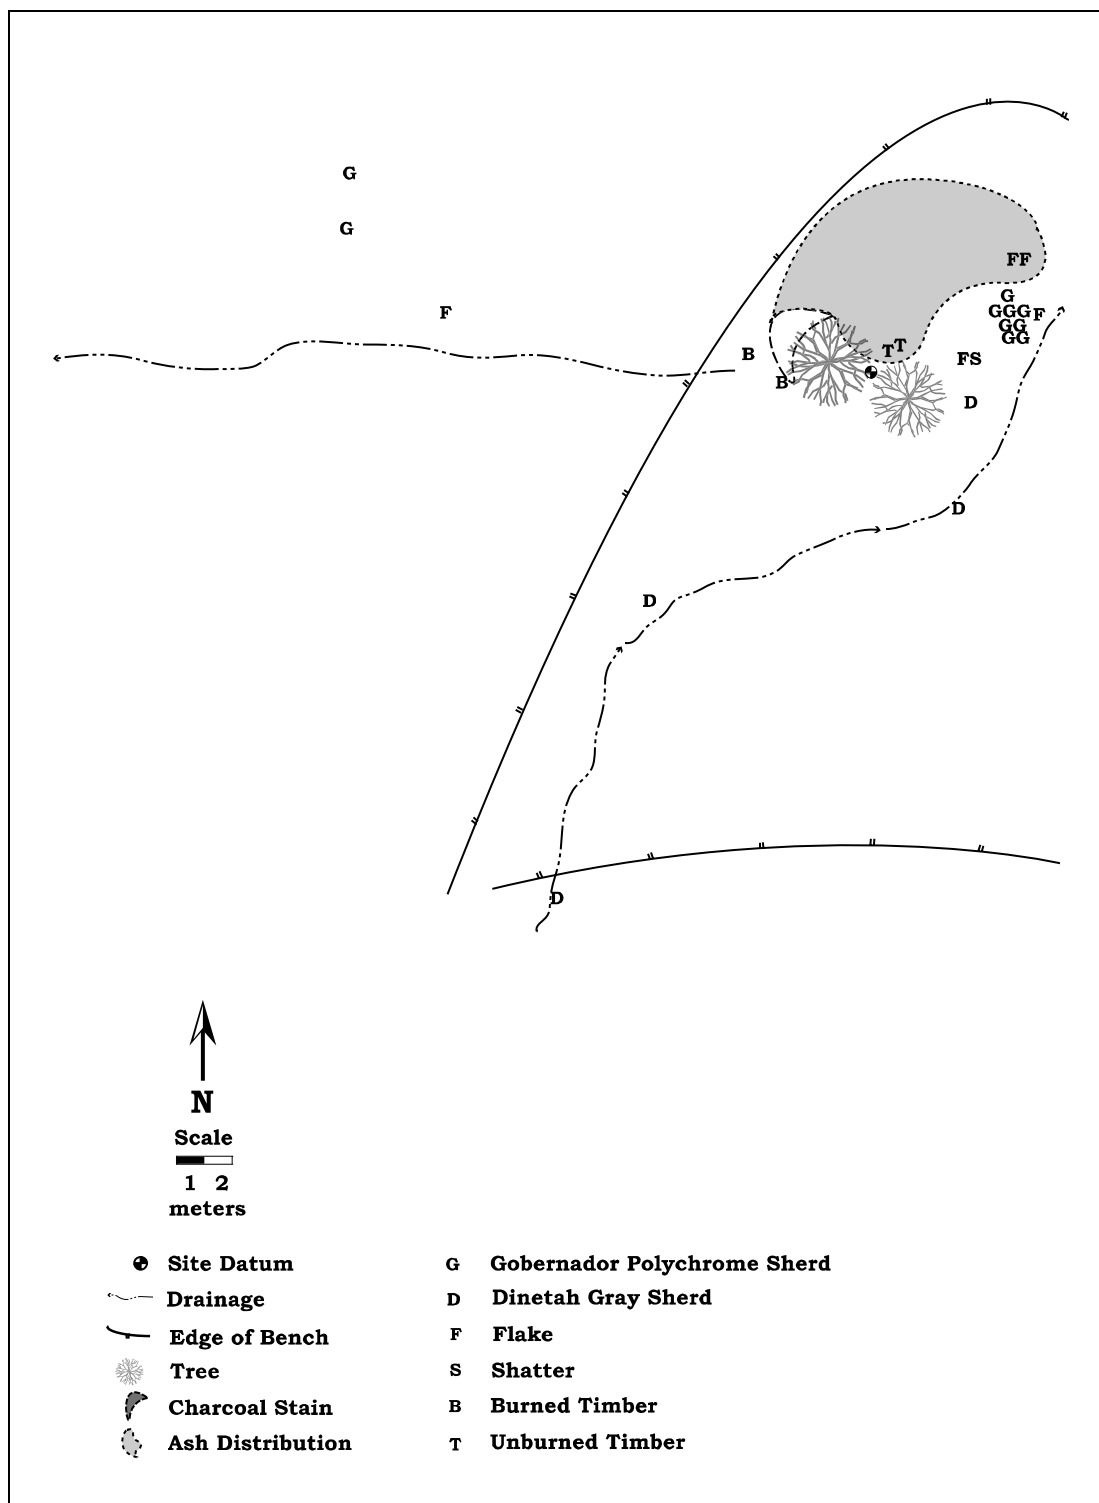 G
G
FF
G
F
GGG F
GG
GG
T T
B
FS
B
D
D
D
D
N
Scale
1 2
meters
Site Datum
Drainage
Edge of Bench
Tree
Charcoal Stain
Ash Distribution
G Gobernador Polychrome Sherd
D Dinetah Gray Sherd
F Flake
S Shatter
B Burned Timber
T Unburned Timber